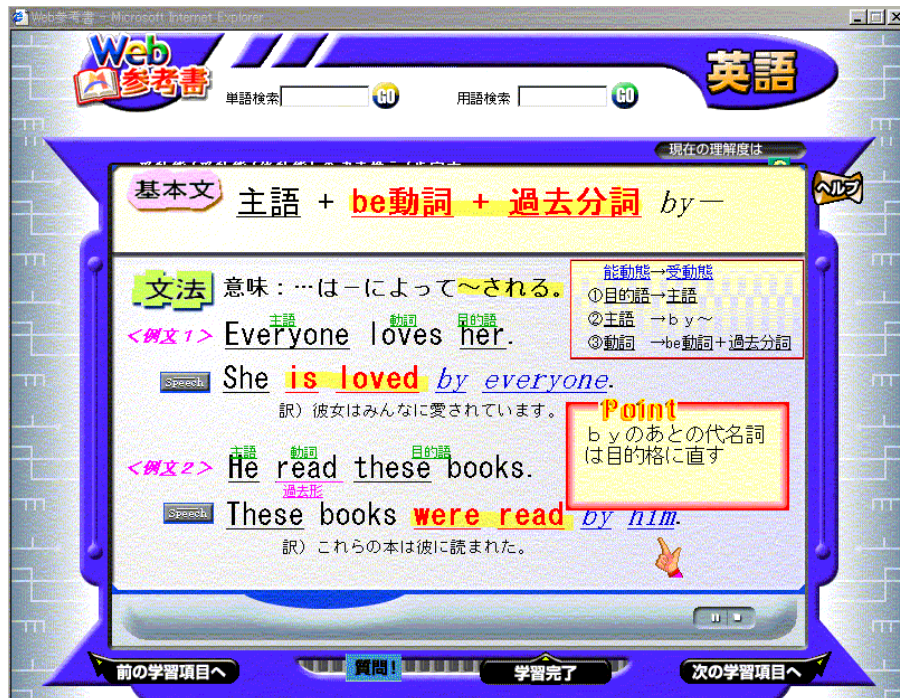 Web参考書 - Microsoft Internet Explorer
Web
参考書
英語
単語検索 GO 用語検索 GO
現在の理解度は
ヘルプ
基本文 主語 + be動詞 + 過去分詞 by―
文法 意味：…は－によって～される。
能動態→受動態
①目的語→主語
②主語 →ｂｙ～
③動詞 →be動詞＋過去分詞
主語 動詞 目的語
＜例文１＞ Everyone loves her.
Speech She is loved by everyone.
訳）彼女はみんなに愛されています。
Point
ｂｙのあとの代名詞
は目的格に直す
主語 動詞 目的語
＜例文２＞ He read these books.
過去形
Speech These books were read by him.
訳）これらの本は彼に読まれた。
前の学習項目へ 質問! 学習完了 次の学習項目へ